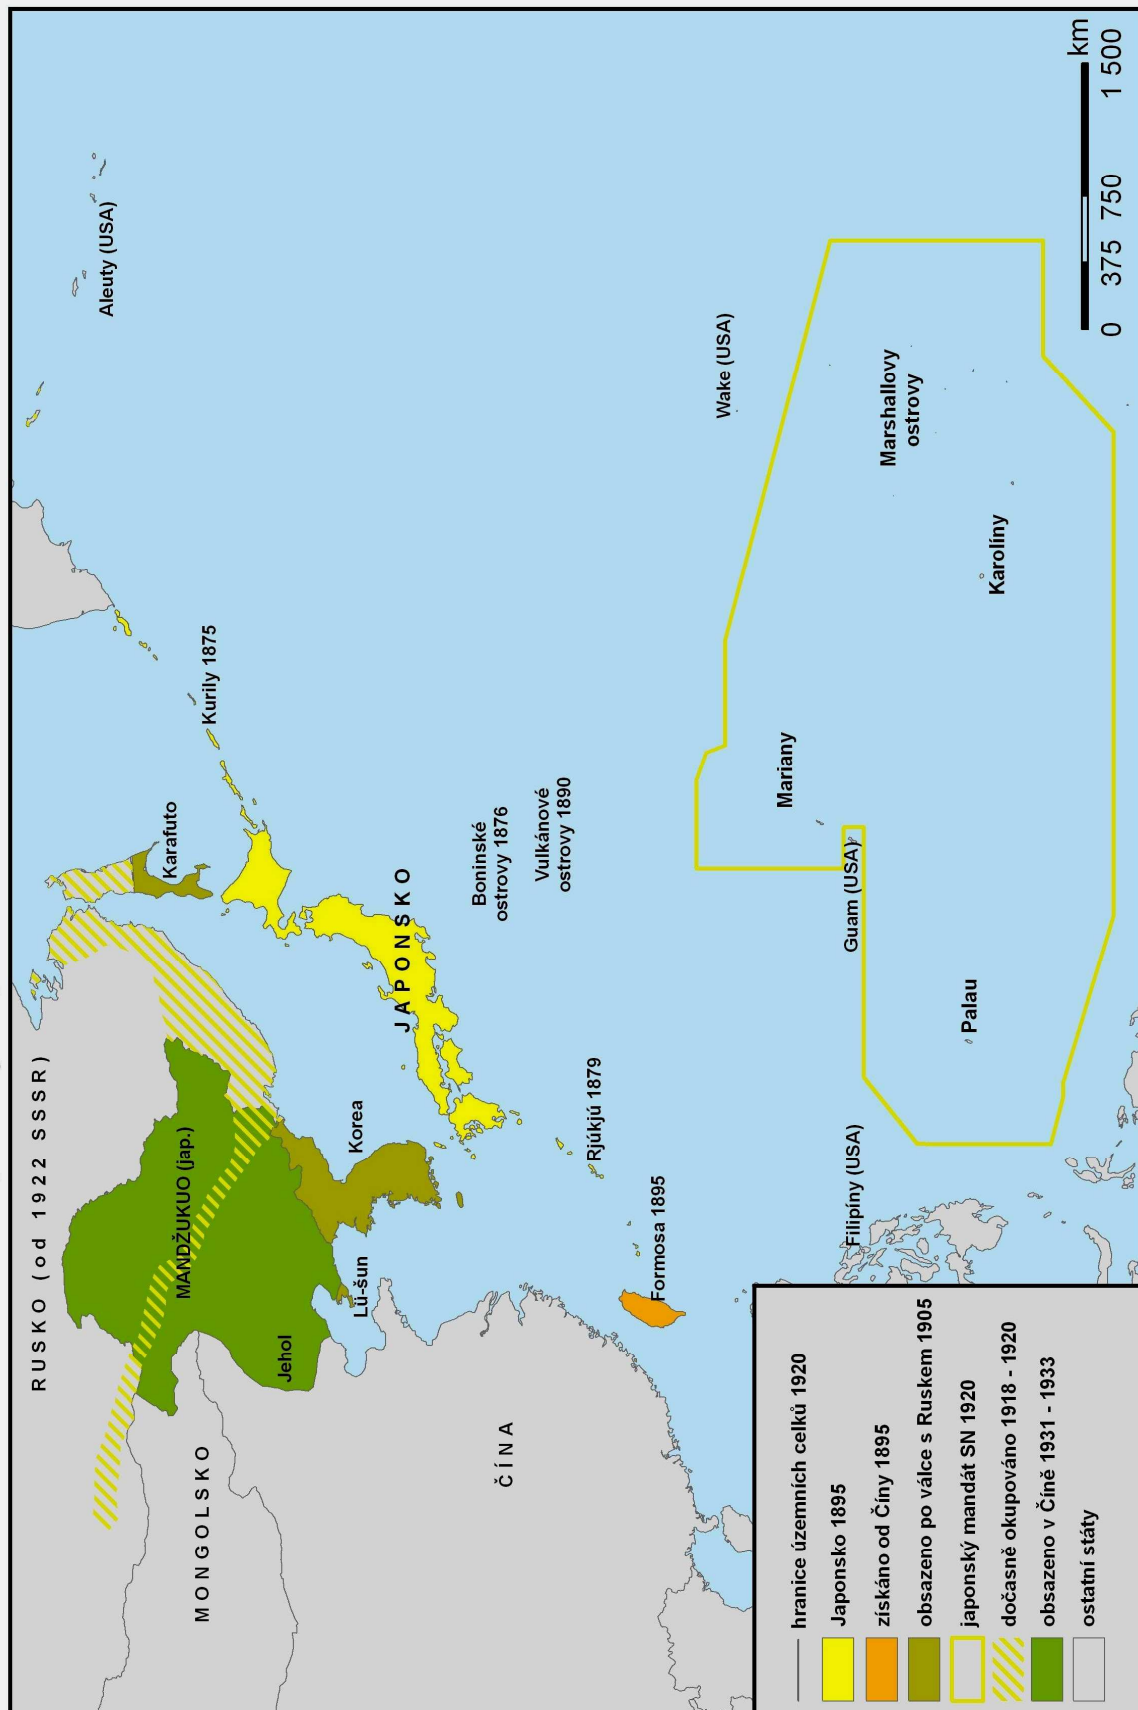 RUSKO (od 1922 SSSR)
Aleuty (USA)
MONGOLSKO
MANDŽUKUO (jap.)
Karafuto
Kurily 1875
Jehol
Lü-šun
Korea
JAPONSKO
ČÍNA
Boninské
ostrovy 1876
Vulkánové
ostrovy 1890
Rjúkjú 1879
Formosa 1895
Wake (USA)
Mariany
Filipíny (USA)
Guam (USA)
Marshallovy
ostrovy
Palau
Karolíny
hranice územních celků 1920
Japonsko 1895
získáno od Číny 1895
obsazeno po válce s Ruskem 1905
japonský mandát SN 1920
dočasně okupováno 1918 - 1920
obsazeno v Číně 1931 - 1933
ostatní státy
km
0 375 750 1 500